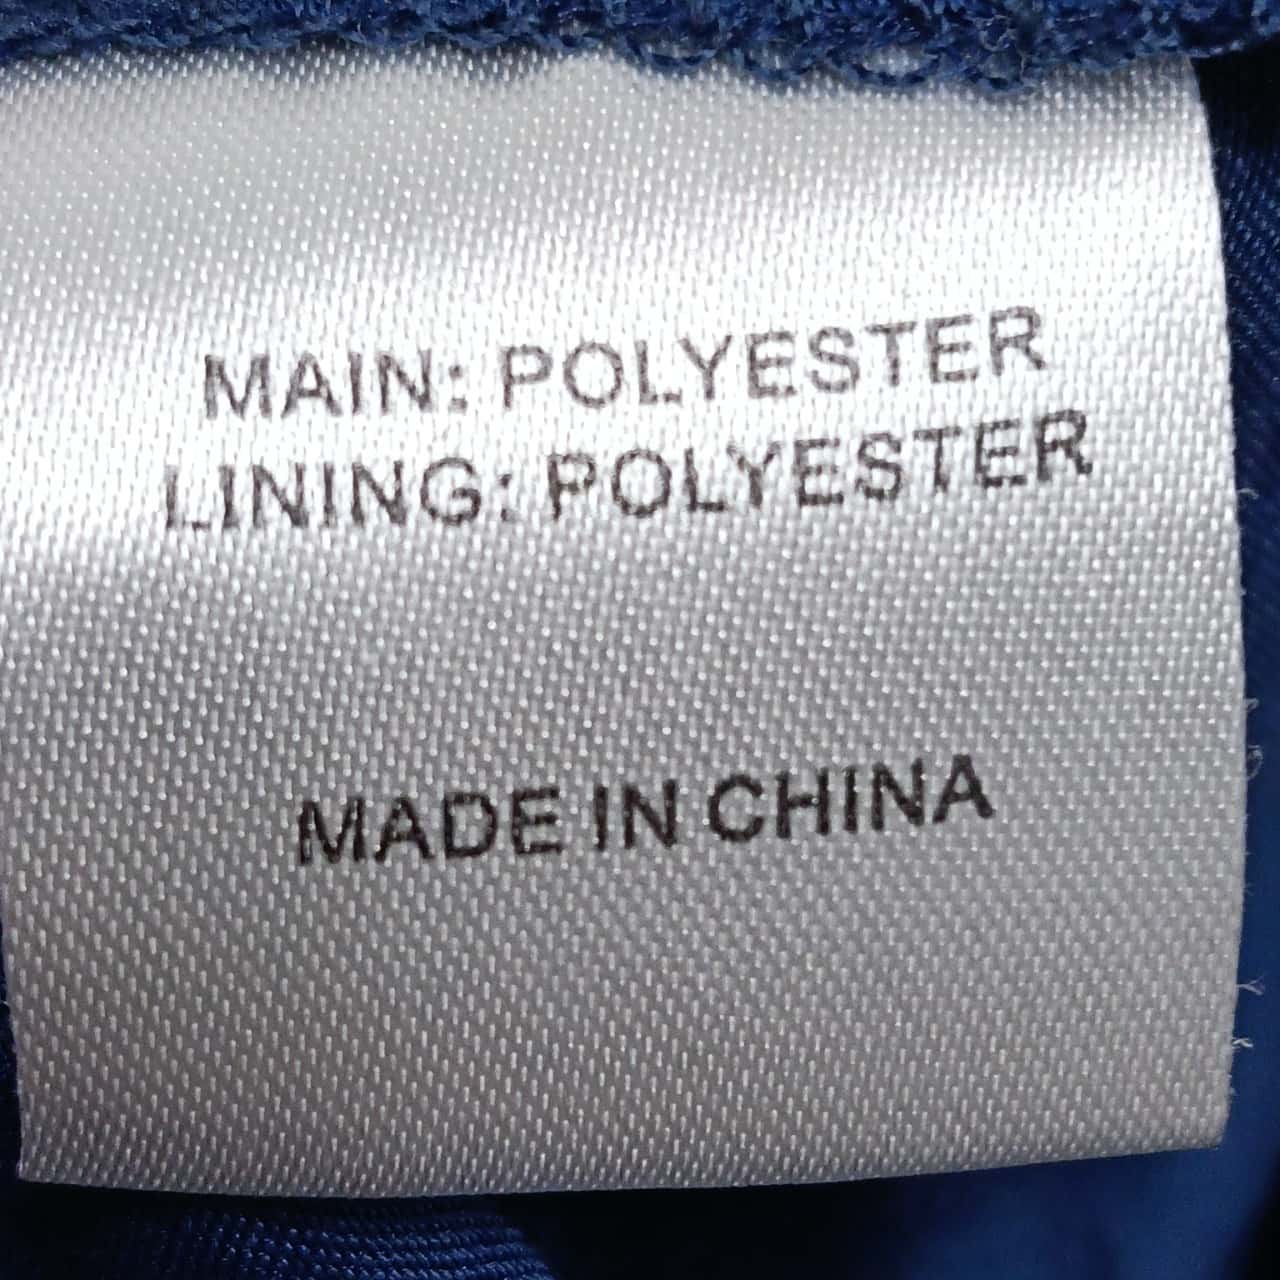 MAIN: POLYESTER
LINING: POLYESTER
MADE IN CHINA